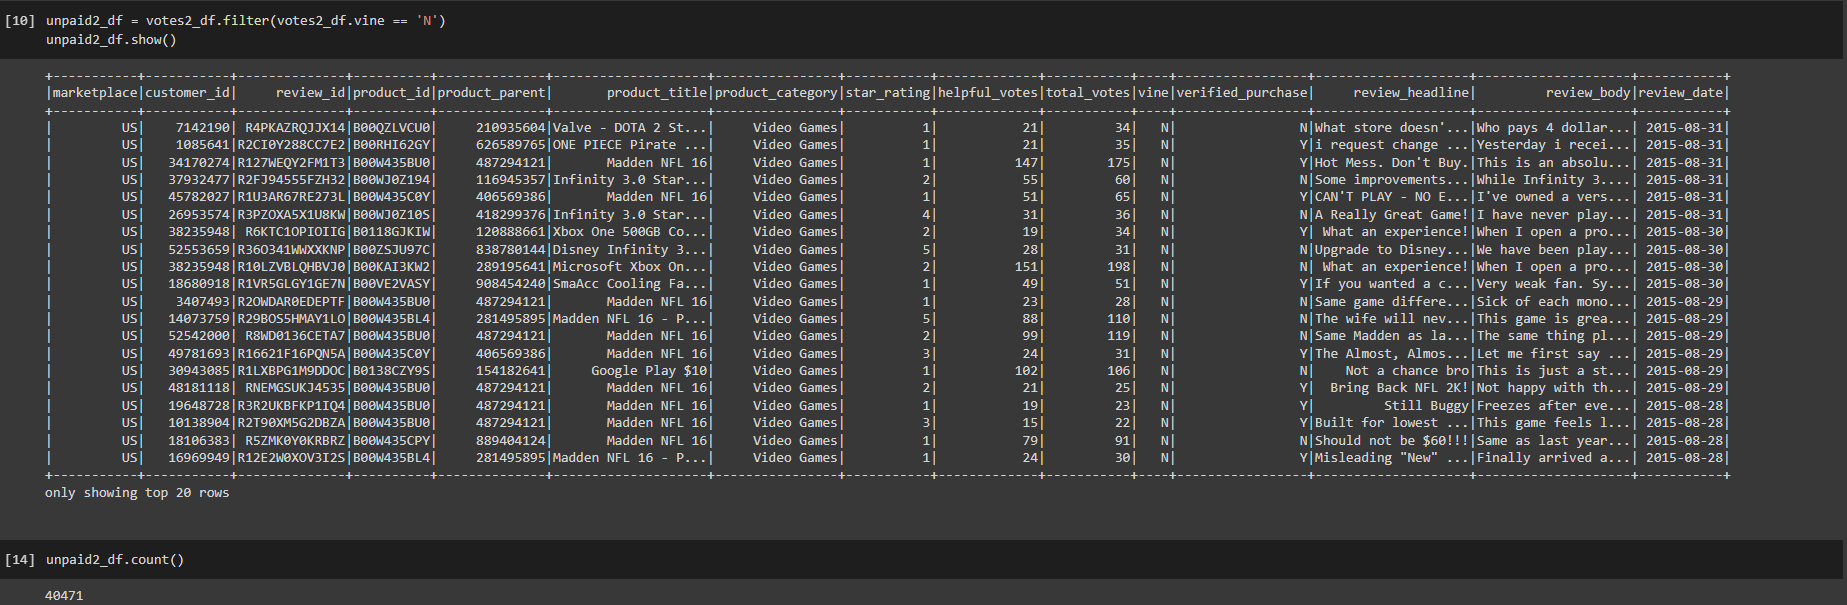 [10] unpaid2_df = votes2_df.filter(votes2_df.vine == 'N')
unpaid2_df.show()
+-----------+-----------+--------------+----------+--------------+--------------------+----------------+-----------+-------------+-----------+----+-----------------+--------------------+--------------------+-----------+
|marketplace|customer_id|     review_id|product_id|product_parent|       product_title|product_category|star_rating|helpful_votes|total_votes|vine|verified_purchase|     review_headline|         review_body|review_date|
+-----------+-----------+--------------+----------+--------------+--------------------+----------------+-----------+-------------+-----------+----+-----------------+--------------------+--------------------+-----------+
|         US|    7142190| R4PKAZRQJJX14|B00QZLVCU0|     210935604|Valve - DOTA 2 St...|     Video Games|          1|           21|         34|   N|                N|What store doesn'...|Who pays 4 dollar...| 2015-08-31|
|         US|    1085641|R2CI0Y288CC7E2|B00RHI62GY|     626589765|ONE PIECE Pirate ...|     Video Games|          1|           21|         35|   N|                Y|i request change ...|Yesterday i recei...| 2015-08-31|
|         US|   34170274|R127WEQY2FM1T3|B00W435BU0|     487294121|       Madden NFL 16|     Video Games|          1|          147|        175|   N|                Y|Hot Mess. Don't Buy.|This is an absolu...| 2015-08-31|
|         US|   37932477|R2FJ94555FZH32|B00WJ0Z194|     116945357|Infinity 3.0 Star...|     Video Games|          2|           55|         60|   N|                N|Some improvements...|While Infinity 3....| 2015-08-31|
|         US|   45782027|R1U3AR67RE273L|B00W435C0Y|     406569386|       Madden NFL 16|     Video Games|          1|           51|         65|   N|                Y|CAN'T PLAY - NO E...|I've owned a vers...| 2015-08-31|
|         US|   26953574|R3PZOXA5X1U8KW|B00WJ0Z10S|     418299376|Infinity 3.0 Star...|     Video Games|          4|           31|         36|   N|                N|A Really Great Game!|I have never play...| 2015-08-31|
|         US|   38235948| R6KTC1OPIOIIG|B0118GJKIW|     120888661|Xbox One 500GB Co...|     Video Games|          2|           19|         34|   N|                Y|  What an experience!|When I open a pro...| 2015-08-30|
|         US|   52553659|R36O341WWXXKNP|B00ZSJU97C|     838780144|Disney Infinity 3...|     Video Games|          5|           28|         31|   N|                N|Upgrade to Disney...|We have been play...| 2015-08-30|
|         US|   38235948|R10LZVBLQHBVJ0|B00KAI3KW2|     289195641|Microsoft Xbox On...|     Video Games|          2|          151|        198|   N|                N| What an experience!|When I open a pro...| 2015-08-30|
|         US|   18680918|R1VR5GLGY1GE7N|B00VE2VASY|     908454240|SmaAcc Cooling Fa...|     Video Games|          1|           49|         51|   N|                Y|If you wanted a c...|Very weak fan. Sy...| 2015-08-30|
|         US|    3407493|R2OWDAR0EDEPTF|B00W435BU0|     487294121|       Madden NFL 16|     Video Games|          1|           23|         28|   N|                N|Same game differe...|Sick of each mono...| 2015-08-29|
|         US|   14073759|R29BOS5HMAY1LO|B00W435BL4|     281495895|Madden NFL 16 - P...|     Video Games|          5|           88|        110|   N|                N|The wife will nev...|This game is grea...| 2015-08-29|
|         US|   52542000| R8WD0136CETA7|B00W435BU0|     487294121|       Madden NFL 16|     Video Games|          2|           99|        119|   N|                N|Same Madden as la...|The same thing pl...| 2015-08-29|
|         US|   49781693|R16621F16PQN5A|B00W435C0Y|     406569386|       Madden NFL 16|     Video Games|          3|           24|         31|   N|                Y|The Almost, Almos...|Let me first say ...| 2015-08-29|
|         US|   30943085|R1LXBPG1M9DDOC|B0138CZY9S|     154182641|     Google Play $10|     Video Games|          1|          102|        106|   N|                N|    Not a chance bro|This is just a st...| 2015-08-29|
|         US|   48181118| RNEMGSUKJ4535|B00W435BU0|     487294121|       Madden NFL 16|     Video Games|          2|           21|         25|   N|                Y|  Bring Back NFL 2K!|Not happy with th...| 2015-08-29|
|         US|   19648728|R3R2UKBFKP1IQ4|B00W435BU0|     487294121|       Madden NFL 16|     Video Games|          1|           19|         23|   N|                Y|         Still Buggy|Freezes after eve...| 2015-08-28|
|         US|   10138904|R2T90XM5G2DBZA|B00W435BU0|     487294121|       Madden NFL 16|     Video Games|          3|           15|         22|   N|                Y|Built for lowest ...|This game feels l...| 2015-08-28|
|         US|   18106383| R5ZMK0Y0KRBRZ|B00W435CPY|     889404124|       Madden NFL 16|     Video Games|          1|           79|         91|   N|                N|Should not be $60!!!|Same as last year...| 2015-08-28|
|         US|   16969949|R12E2W0XOV3I2S|B00W435BL4|     281495895|Madden NFL 16 - P...|     Video Games|          1|           24|         30|   N|                Y|Misleading "New" ...|Finally arrived a...| 2015-08-28|
+-----------+-----------+--------------+----------+--------------+--------------------+----------------+-----------+-------------+-----------+----+-----------------+--------------------+--------------------+-----------+
only showing top 20 rows
[14] unpaid2_df.count()
40471